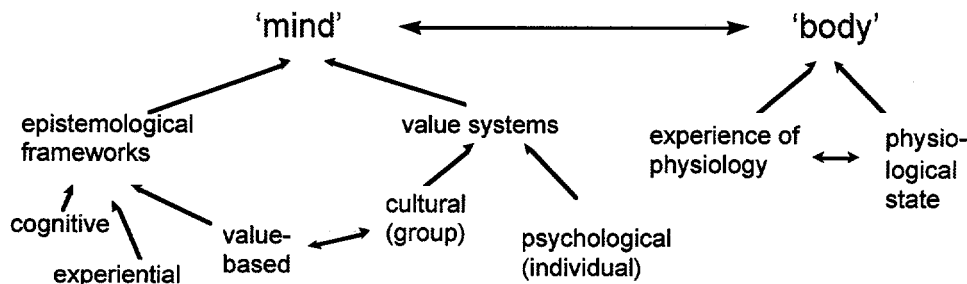 'mind'
'body'
epistemological
frameworks
value systems
experience of
physiology
physio-
logical
state
cognitive
experiential
value-
based
cultural
(group)
psychological
(individual)